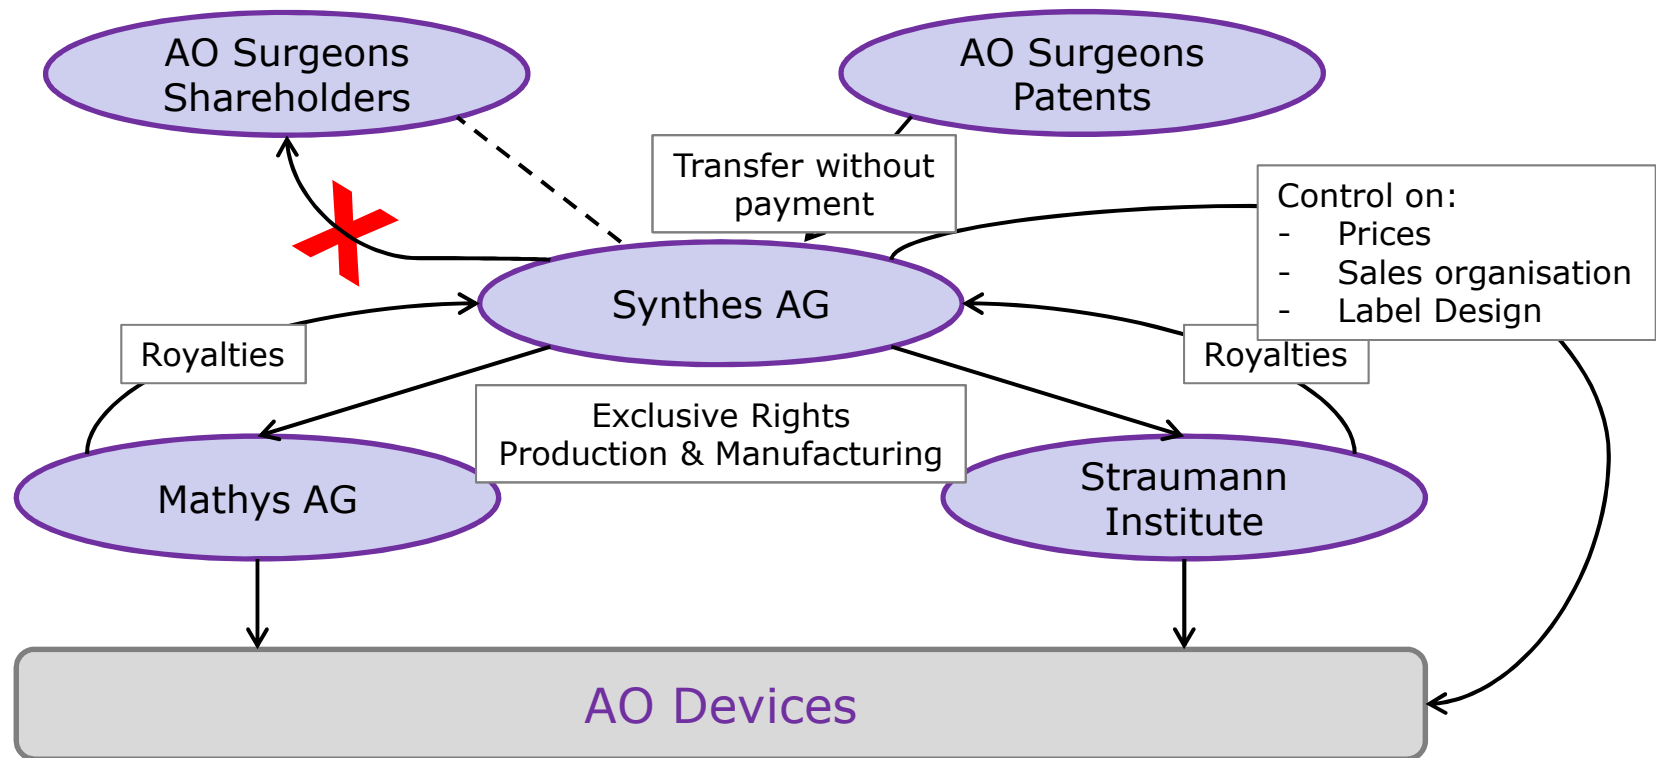 AO Surgeons
Shareholders
AO Surgeons
Patents
Transfer without
payment
Control on:
- Prices
- Sales organisation
- Label Design
Synthes AG
Royalties
Royalties
Exclusive Rights
Production & Manufacturing
Mathys AG
Straumann
Institute
AO Devices